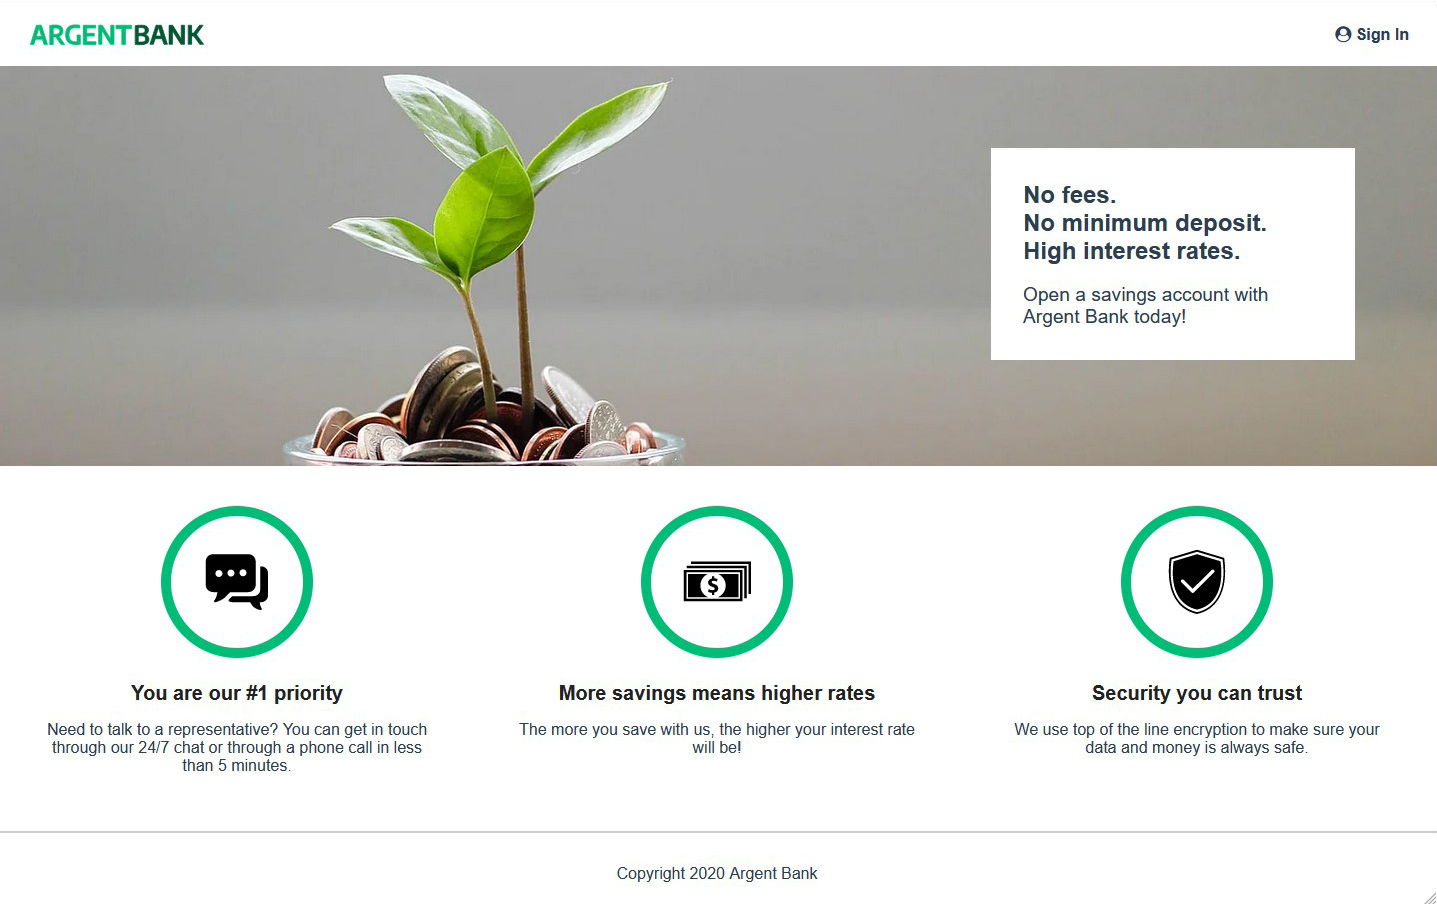 ARGENTBANK
Sign In
No fees.
No minimum deposit.
High interest rates.
Open a savings account with
Argent Bank today!
$
You are our #1 priority
Need to talk to a representative? You can get in touch
through our 24/7 chat or through a phone call in less
than 5 minutes.
More savings means higher rates
The more you save with us, the higher your interest rate
will be!
Security you can trust
We use top of the line encryption to make sure your
data and money is always safe.
Copyright 2020 Argent Bank